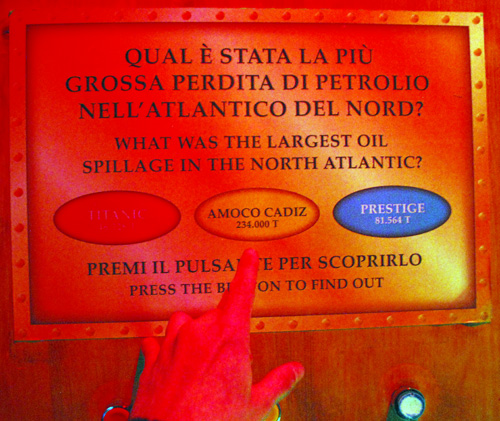 QUAL È STATA LA PIÙ
GROSSA PERDITA DI PETROLIO
NELL'ATLANTICO DEL NORD?
WHAT WAS THE LARGEST OIL
SPILLAGE IN THE NORTH ATLANTIC?
TITANIC
AMOCO CADIZ
234.000 T
PRESTIGE
81.564 T
PREMI IL PULSANTE PER SCOPRIRLO
PRESS THE BUTTON TO FIND OUT